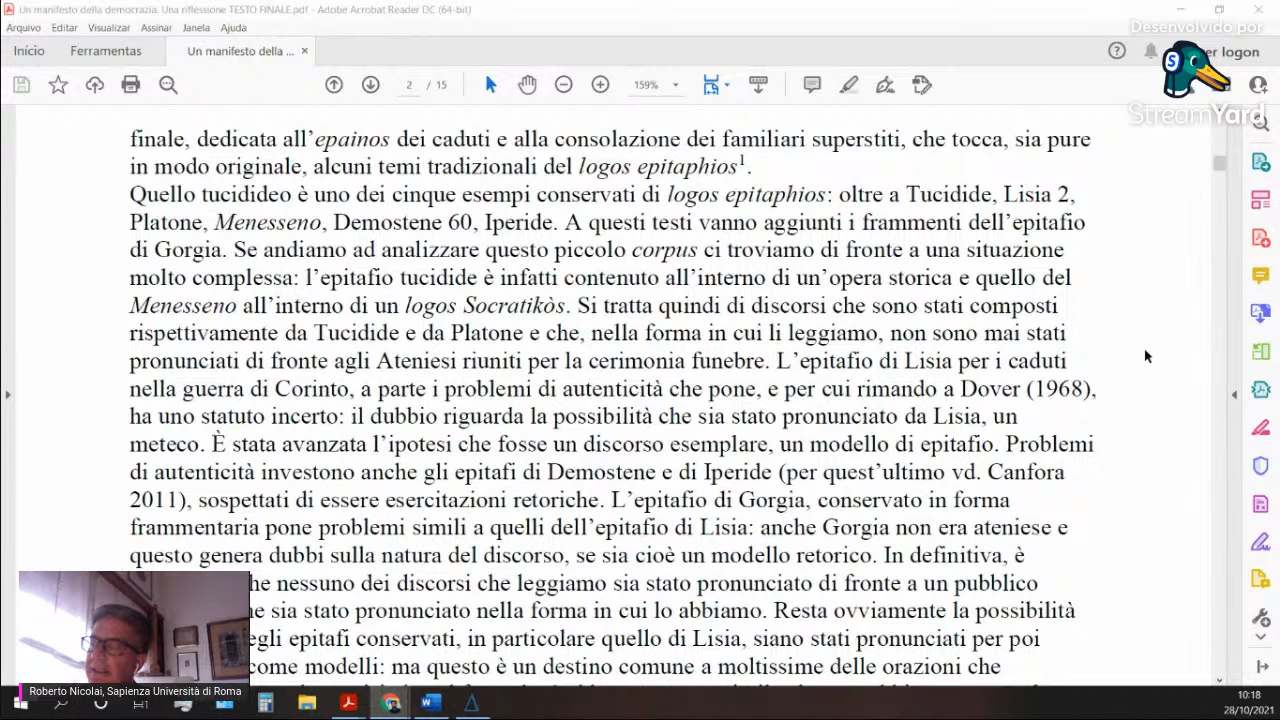 Un manifesto della democrazia. Una riflessione TESTO FINALE.pdf - Adobe Acrobat Reader DC (64-bit)
Desenvolvido por
Arquivo Editar Visualizar Assinar Janela Ajuda
Início Ferramentas Un manifesto della ... × logon
StreamYard
2 / 15 159%
finale, dedicata all’epainos dei caduti e alla consolazione dei familiari superstiti, che tocca, sia pure
in modo originale, alcuni temi tradizionali del logos epitaphios1.
Quello tucidideo è uno dei cinque esempi conservati di logos epitaphios: oltre a Tucidide, Lisia 2,
Platone, Menesseno, Demostene 60, Iperide. A questi testi vanno aggiunti i frammenti dell’epitafio
di Gorgia. Se andiamo ad analizzare questo piccolo corpus ci troviamo di fronte a una situazione
molto complessa: l’epitafio tucidide è infatti contenuto all’interno di un’opera storica e quello del
Menesseno all’interno di un logos Socratikòs. Si tratta quindi di discorsi che sono stati composti
rispettivamente da Tucidide e da Platone e che, nella forma in cui li leggiamo, non sono mai stati
pronunciati di fronte agli Ateniesi riuniti per la cerimonia funebre. L’epitafio di Lisia per i caduti
nella guerra di Corinto, a parte i problemi di autenticità che pone, e per cui rimando a Dover (1968),
ha uno statuto incerto: il dubbio riguarda la possibilità che sia stato pronunciato da Lisia, un
meteco. È stata avanzata l’ipotesi che fosse un discorso esemplare, un modello di epitafio. Problemi
di autenticità investono anche gli epitafi di Demostene e di Iperide (per quest’ultimo vd. Canfora
2011), sospettati di essere esercitazioni retoriche. L’epitafio di Gorgia, conservato in forma
frammentaria pone problemi simili a quelli dell’epitafio di Lisia: anche Gorgia non era ateniese e
questo genera dubbi sulla natura del discorso, se sia cioè un modello retorico. In definitiva, è
he nessuno dei discorsi che leggiamo sia stato pronunciato di fronte a un pubblico
ne sia stato pronunciato nella forma in cui lo abbiamo. Resta ovviamente la possibilità
egli epitafi conservati, in particolare quello di Lisia, siano stati pronunciati per poi
come modelli: ma questo è un destino comune a moltissime delle orazioni che
Roberto Nicolai, Sapienza Università di Roma
10:18
28/10/2021